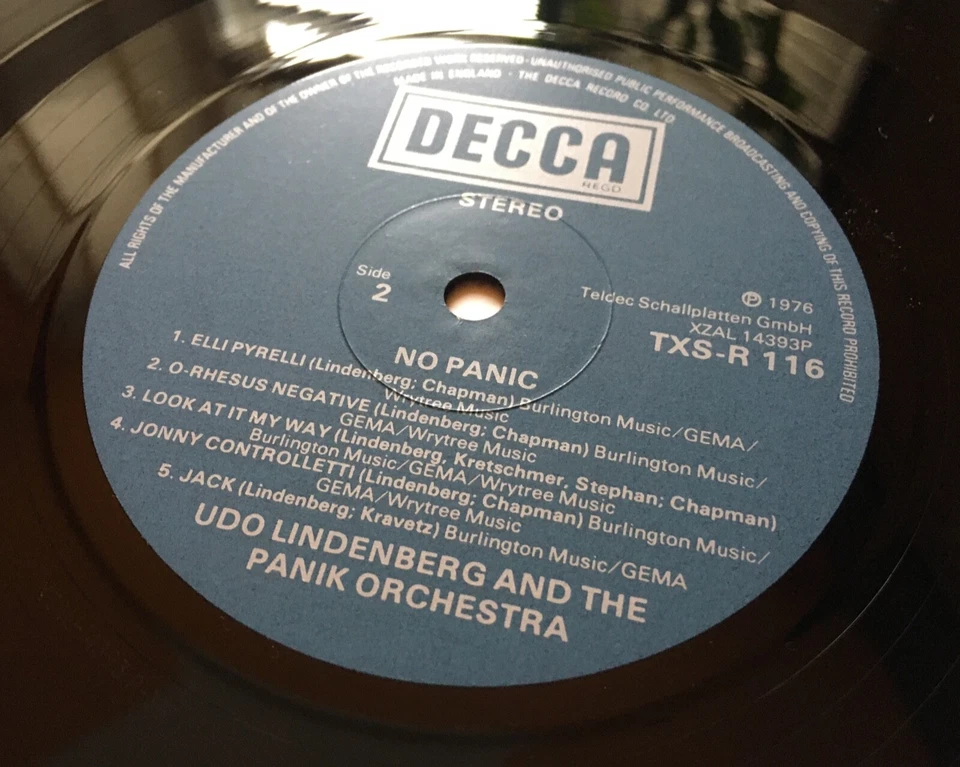 ALL RIGHTS OF THE MANUFACTURER AND OF THE OWNER OF THE RECORDED WORK RESERVED · UNAUTHORISED PUBLIC PERFORMANCE BROADCASTING AND COPYING OF THIS RECORD PROHIBITED
MADE IN ENGLAND · THE DECCA RECORD CO. LTD
DECCA
REGD
STEREO
Side
2
℗ 1976
Teldec Schallplatten GmbH
XZAL 14393P
TXS-R 116
NO PANIC
1. ELLI PYRELLI (Lindenberg; Chapman) Burlington Music/GEMA/
Wrytree Music
2. O-RHESUS NEGATIVE (Lindenberg; Chapman) Burlington Music/
GEMA/Wrytree Music
3. LOOK AT IT MY WAY (Lindenberg, Kretschmer, Stephan; Chapman)
Burlington Music/GEMA/Wrytree Music
4. JONNY CONTROLLETTI (Lindenberg; Chapman) Burlington Music/
GEMA/Wrytree Music
5. JACK (Lindenberg; Kravetz) Burlington Music/GEMA
UDO LINDENBERG AND THE
PANIK ORCHESTRA